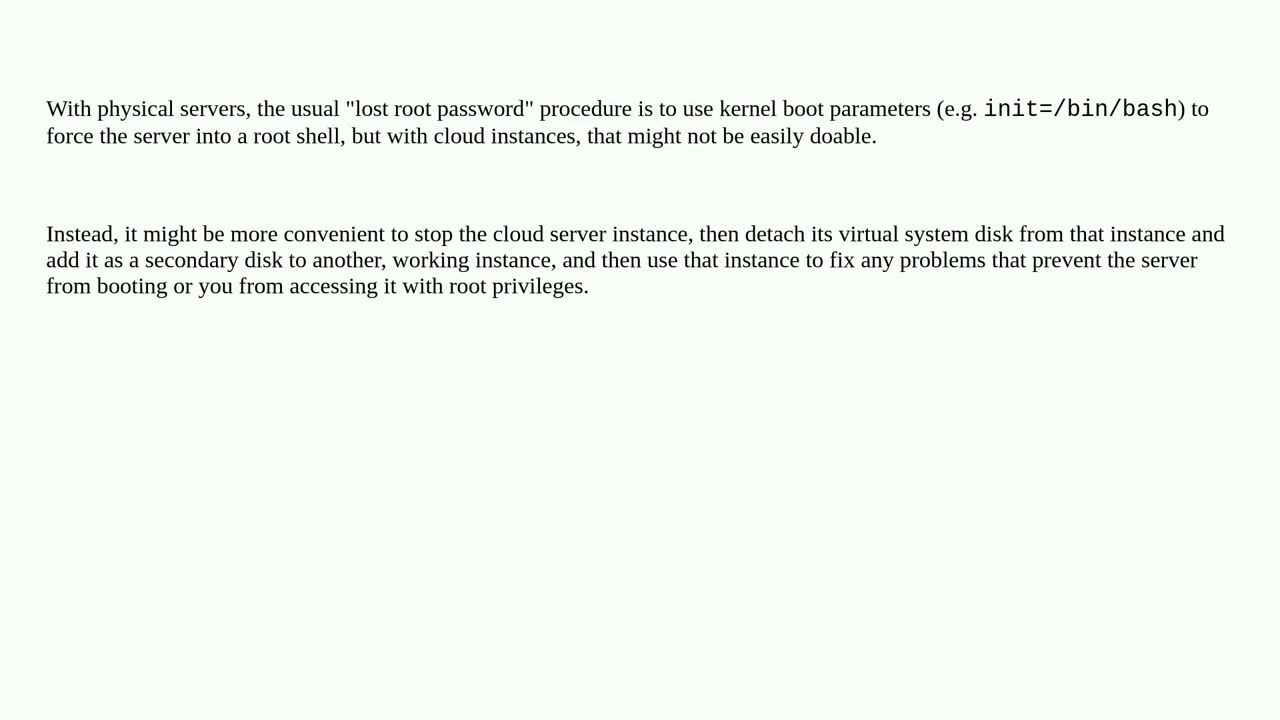 With physical servers, the usual "lost root password" procedure is to use kernel boot parameters (e.g. init=/bin/bash) to
force the server into a root shell, but with cloud instances, that might not be easily doable.
Instead, it might be more convenient to stop the cloud server instance, then detach its virtual system disk from that instance and
add it as a secondary disk to another, working instance, and then use that instance to fix any problems that prevent the server
from booting or you from accessing it with root privileges.